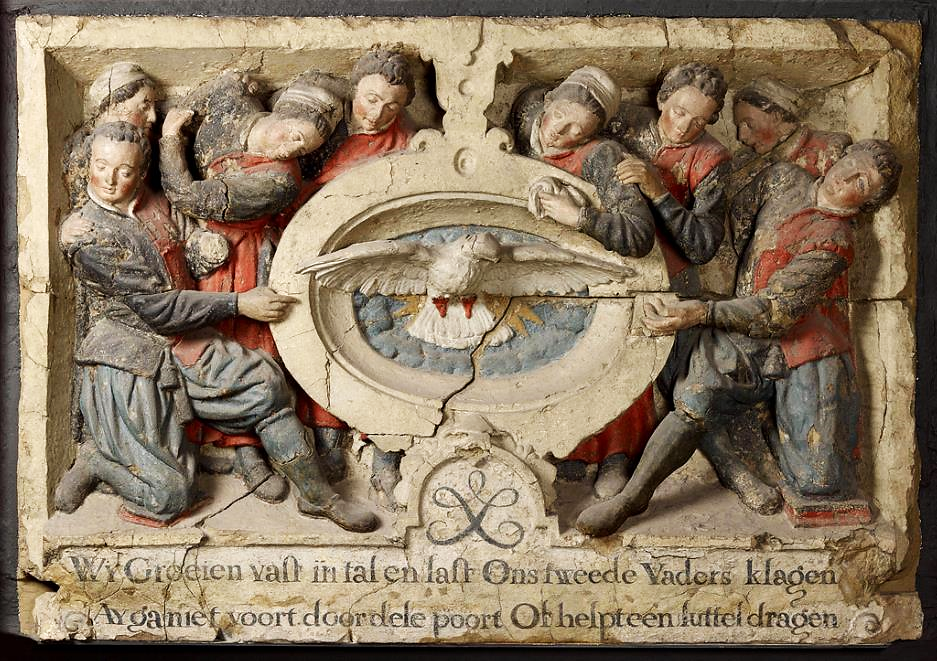 Wy Groeien vast in tal en last Ons tweede Vaders klagen
Ay ga niet voort door dese poort Of helpt een luttel dragen